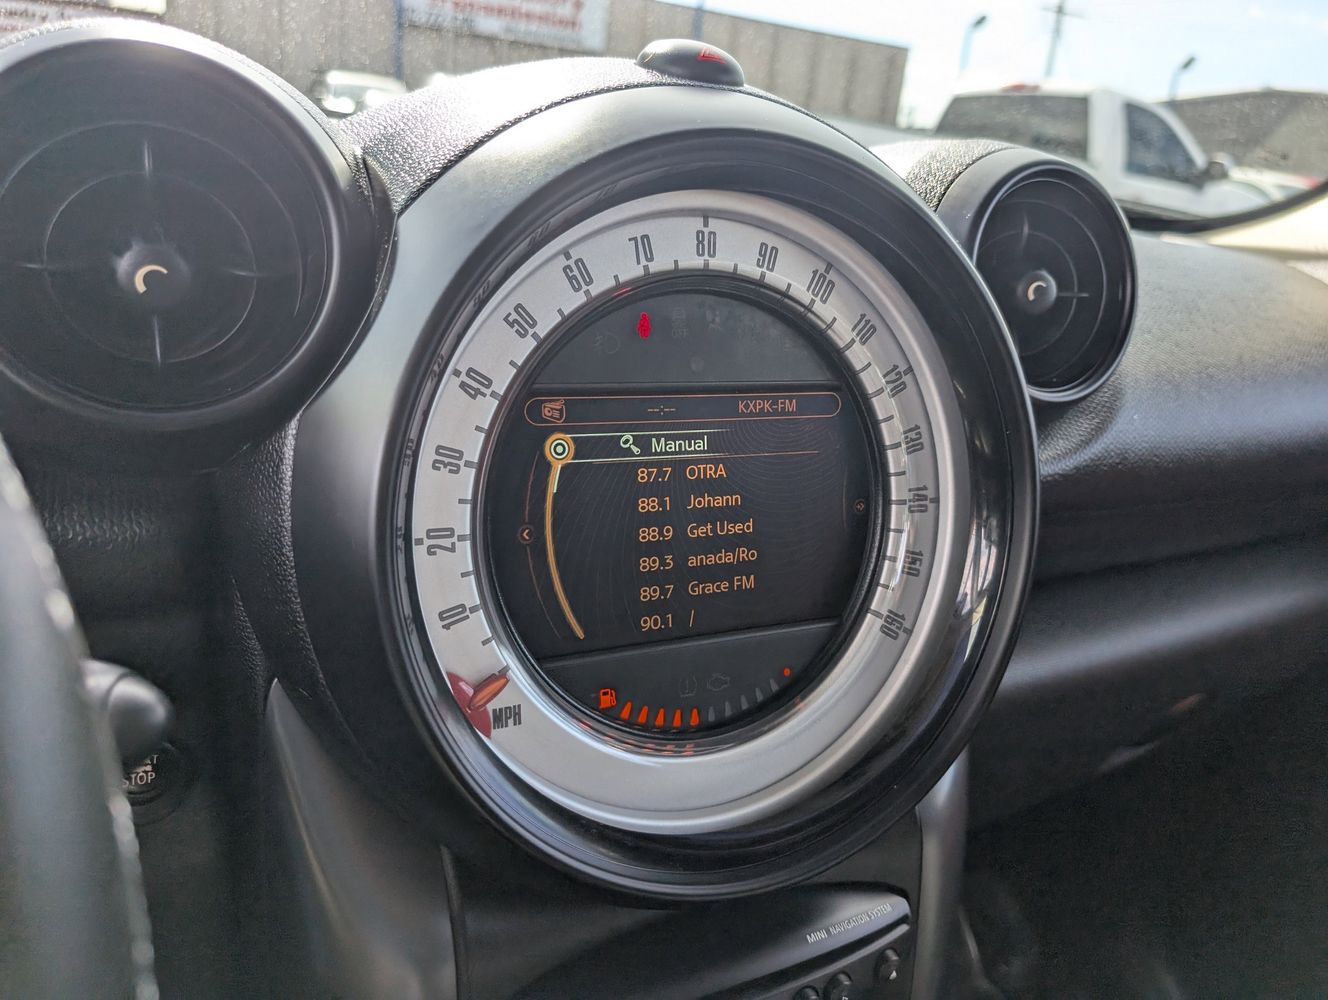 10
20
30
40
50
60
70
80
90
100
110
120
130
140
150
160
MPH
--:-- KXPK-FM
Manual
87.7 OTRA
88.1 Johann
88.9 Get Used
89.3 anada/Ro
89.7 Grace FM
90.1 /
STOP
MINI NAVIGATION SYSTEM